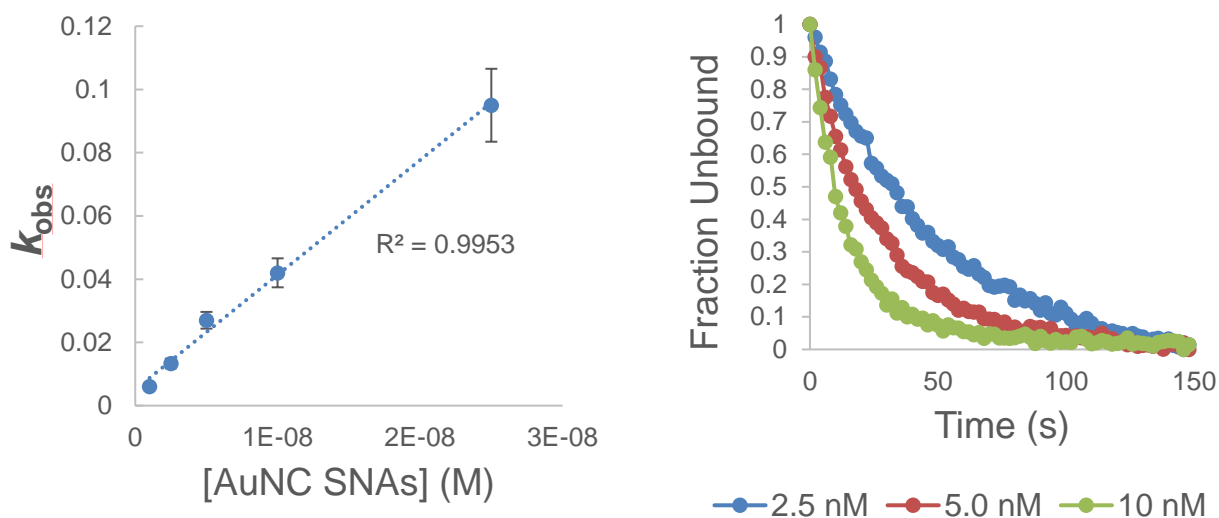 0.12
0.1
0.08
0.06
0.04
0.02
0
kobs
R² = 0.9953
0 1E-08 2E-08 3E-08
[AuNC SNAs] (M)
1
0.9
0.8
0.7
0.6
0.5
0.4
0.3
0.2
0.1
0
Fraction Unbound
0 50 100 150
Time (s)
2.5 nM 5.0 nM 10 nM